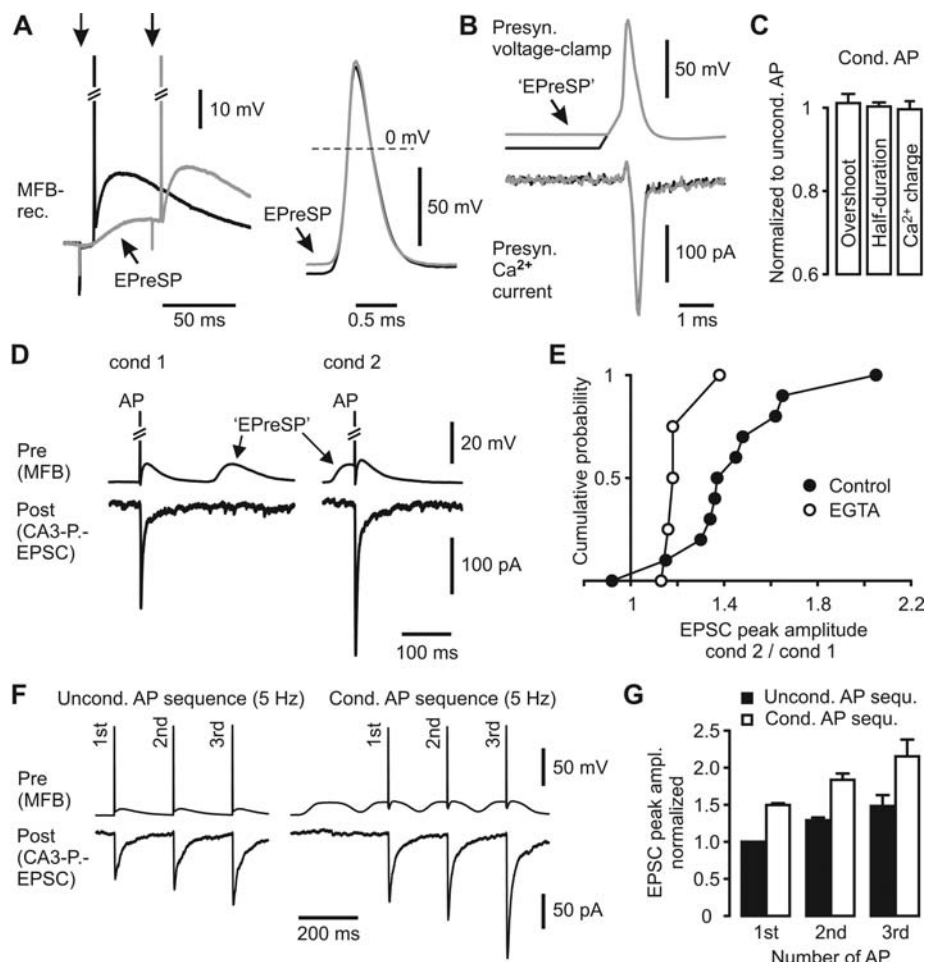 A
10 mV
MFB-
rec.
EPreSP
50 ms
0 mV
EPreSP
50 mV
0.5 ms
B
Presyn.
voltage-clamp
'EPreSP'
50 mV
Presyn.
Ca2+
current
100 pA
1 ms
C
Cond. AP
Normalized to uncond. AP
1
0.8
0.6
Overshoot
Half-duration
Ca2+ charge
D
cond 1
cond 2
AP
AP
'EPreSP'
Pre
(MFB)
20 mV
Post
(CA3-P.-
EPSC)
100 pA
100 ms
E
Cumulative probability
1
0.5
Control
EGTA
1
1.4
1.8
2.2
EPSC peak amplitude
cond 2 / cond 1
F
Uncond. AP sequence (5 Hz)
Cond. AP sequence (5 Hz)
1st
2nd
3rd
1st
2nd
3rd
Pre
(MFB)
50 mV
Post
(CA3-P.-
EPSC)
50 pA
200 ms
G
Uncond. AP sequ.
Cond. AP sequ.
EPSC peak ampl.
normalized
2.5
2.0
1.5
1.0
0.5
0
1st
2nd
3rd
Number of AP